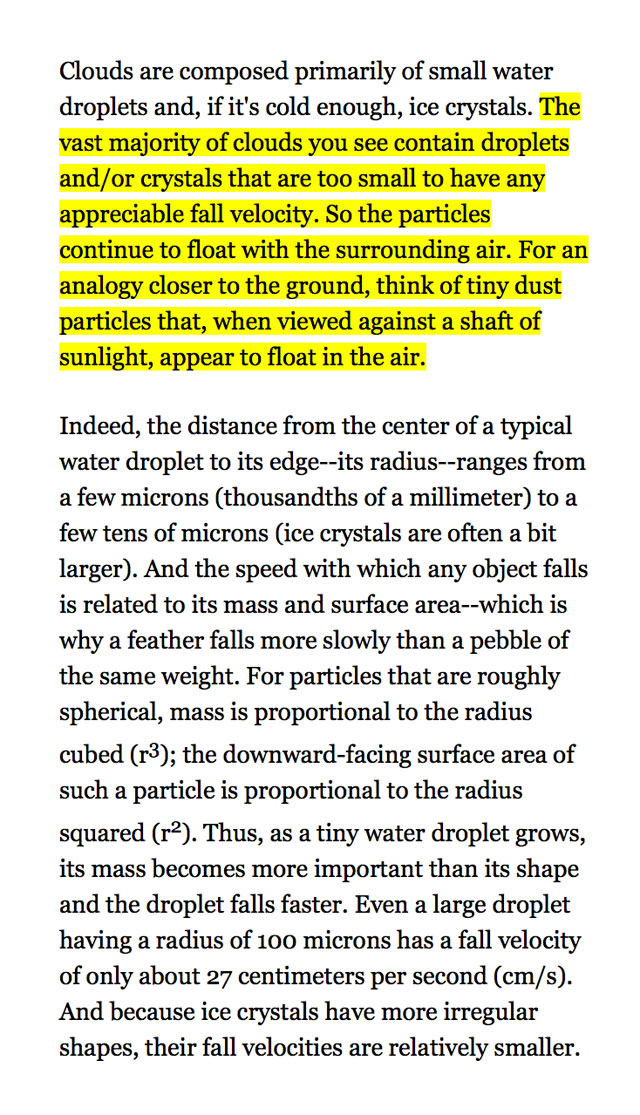 Clouds are composed primarily of small water
droplets and, if it's cold enough, ice crystals. The
vast majority of clouds you see contain droplets
and/or crystals that are too small to have any
appreciable fall velocity. So the particles
continue to float with the surrounding air. For an
analogy closer to the ground, think of tiny dust
particles that, when viewed against a shaft of
sunlight, appear to float in the air.
Indeed, the distance from the center of a typical
water droplet to its edge--its radius--ranges from
a few microns (thousandths of a millimeter) to a
few tens of microns (ice crystals are often a bit
larger). And the speed with which any object falls
is related to its mass and surface area--which is
why a feather falls more slowly than a pebble of
the same weight. For particles that are roughly
spherical, mass is proportional to the radius
cubed (r³); the downward-facing surface area of
such a particle is proportional to the radius
squared (r²). Thus, as a tiny water droplet grows,
its mass becomes more important than its shape
and the droplet falls faster. Even a large droplet
having a radius of 100 microns has a fall velocity
of only about 27 centimeters per second (cm/s).
And because ice crystals have more irregular
shapes, their fall velocities are relatively smaller.